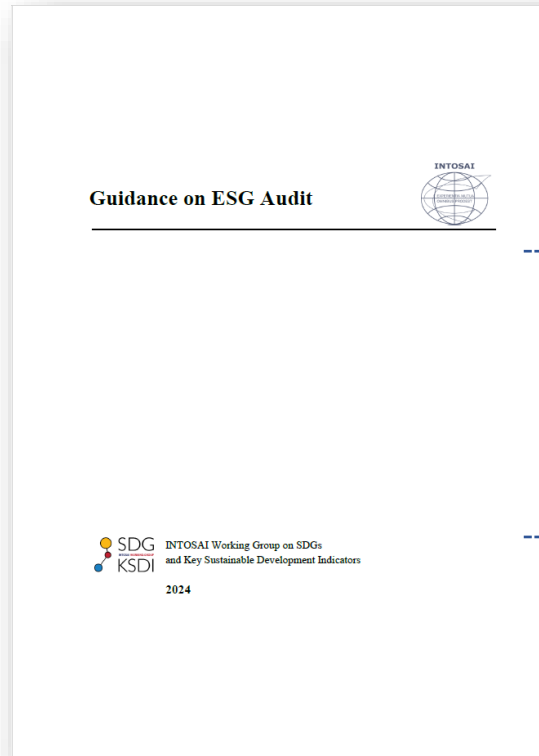 INTOSAI
Guidance on ESG Audit
SDG
KSDI
INTOSAI Working Group on SDGs
and Key Sustainable Development Indicators
2024